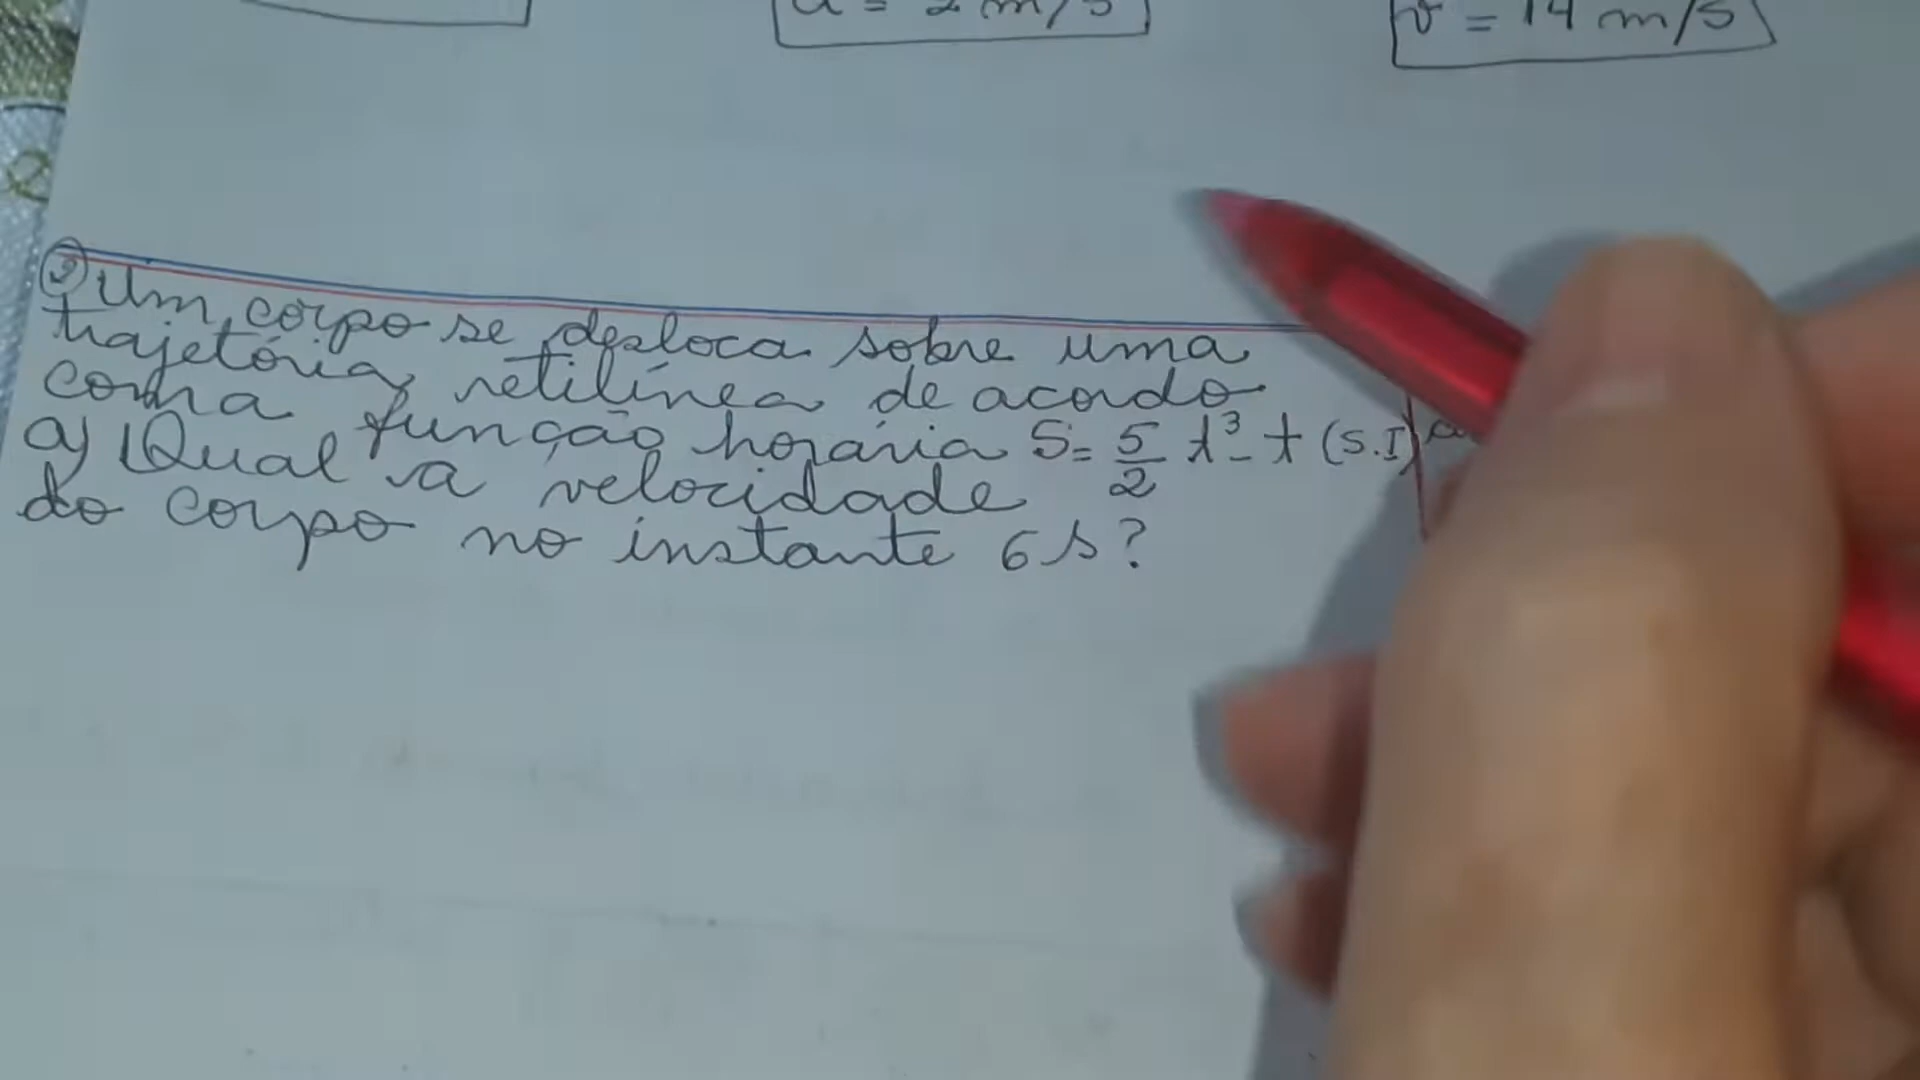 a = 2 m/s
v = 14 m/s
② Um corpo se desloca sobre uma
trajetória retilínea de acordo
com a função horária S = 5/2 t³ - t (S.I)
a) Qual a velocidade
do corpo no instante 6 s?